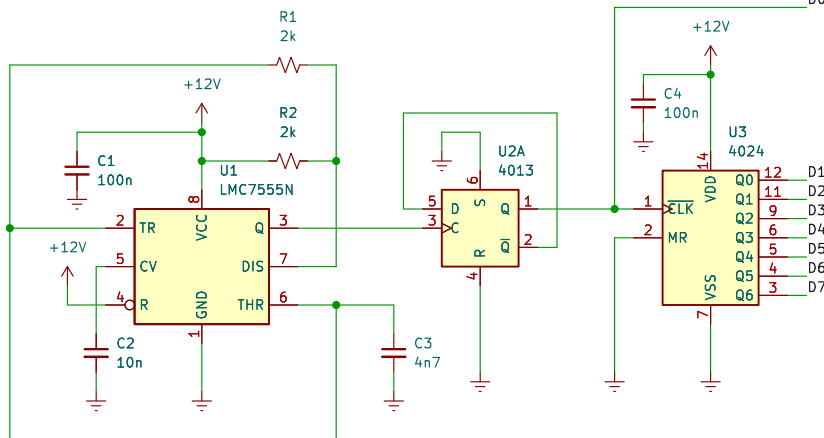 D0
R1
2k
+12V
+12V
R2
2k
C4
100n
C1
100n
U1
LMC7555N
U2A
4013
U3
4024
8
VCC
2
TR
Q
3
5
CV
DIS
7
+12V
4
R
THR
6
GND
1
C2
10n
C3
4n7
6
S
5
D
Q
1
3
C
Q
2
R
4
14
VDD
1
CLK
2
MR
Q0
12
D1
Q1
11
D2
Q2
9
D3
Q3
6
D4
Q4
5
D5
Q5
4
D6
Q6
3
D7
VSS
7